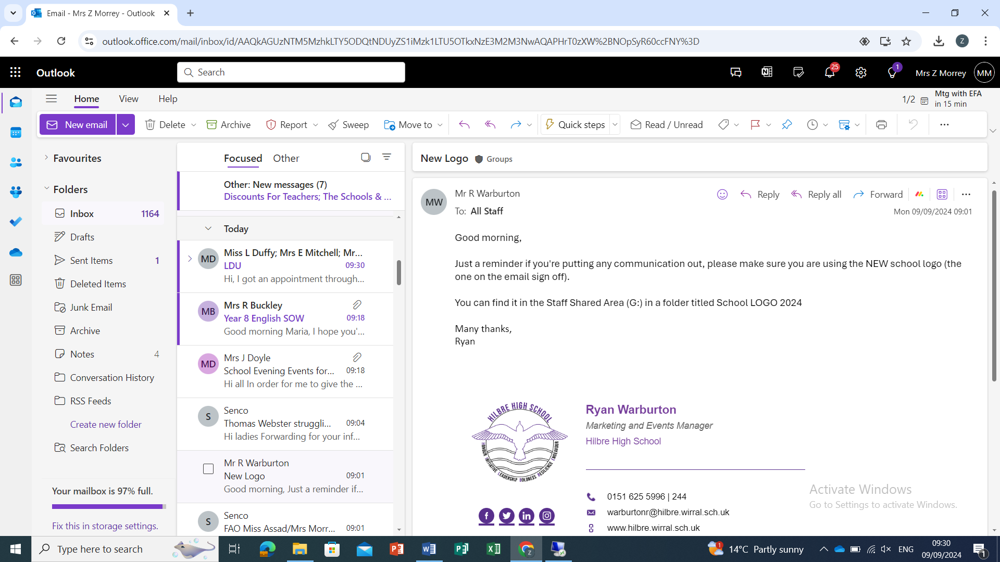 Email - Mrs Z Morrey - Outlook
outlook.office.com/mail/inbox/id/AAQkAGUzNTM5MzhkLTY5ODQtNDUyZS1iMzk1LTU5OTkxNzE3M2M3NwAQAPHrT0zXW%2BNOpSyR60ccFNY%3D
Z
Outlook
Search
25
1
Mrs Z Morrey
MM
Home
View
Help
1/2
Mtg with EFA
in 15 min
New email
Delete
Archive
Report
Sweep
Move to
Quick steps
Read / Unread
Favourites
Folders
Inbox 1164
Drafts
Sent Items 1
Deleted Items
Junk Email
Archive
Notes 4
Conversation History
RSS Feeds
Create new folder
Search Folders
Your mailbox is 97% full.
Fix this in storage settings.
Focused
Other
Other: New messages (7)
Discounts For Teachers; The Schools & ...
Today
MD
Miss L Duffy; Mrs E Mitchell; Mr...
LDU 09:30
Hi, I got an appointment through...
MB
Mrs R Buckley
Year 8 English SOW 09:18
Good morning Maria, I hope you'...
MD
Mrs J Doyle
School Evening Events for... 09:18
Hi all In order for me to give the ...
S
Senco
Thomas Webster struggli... 09:04
Hi ladies Forwarding for your inf...
Mr R Warburton
New Logo 09:01
Good morning, Just a reminder if...
S
Senco
FAO Miss Assad/Mrs Morr... 09:01
New Logo
Groups
MW
Mr R Warburton
To: All Staff
Reply
Reply all
Forward
Mon 09/09/2024 09:01
Good morning,
Just a reminder if you're putting any communication out, please make sure you are using the NEW school logo (the
one on the email sign off).
You can find it in the Staff Shared Area (G:) in a folder titled School LOGO 2024
Many thanks,
Ryan
HILBRE HIGH SCHOOL
HONOUR INITIATIVE LEADERSHIP BOLDNESS RESILIENCE ENDEAVOUR
Ryan Warburton
Marketing and Events Manager
Hilbre High School
0151 625 5996 | 244
warburtonr@hilbre.wirral.sch.uk
www.hilbre.wirral.sch.uk
Activate Windows
Go to Settings to activate Windows.
Type here to search
1
14°C Partly sunny
ENG
09:30
09/09/2024
1